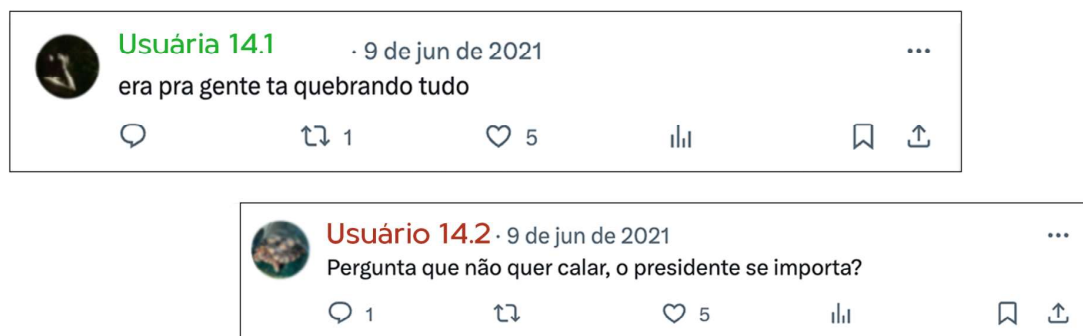 Usuária 14.1 · 9 de jun de 2021
era pra gente ta quebrando tudo
1 5
Usuário 14.2 · 9 de jun de 2021
Pergunta que não quer calar, o presidente se importa?
1 5